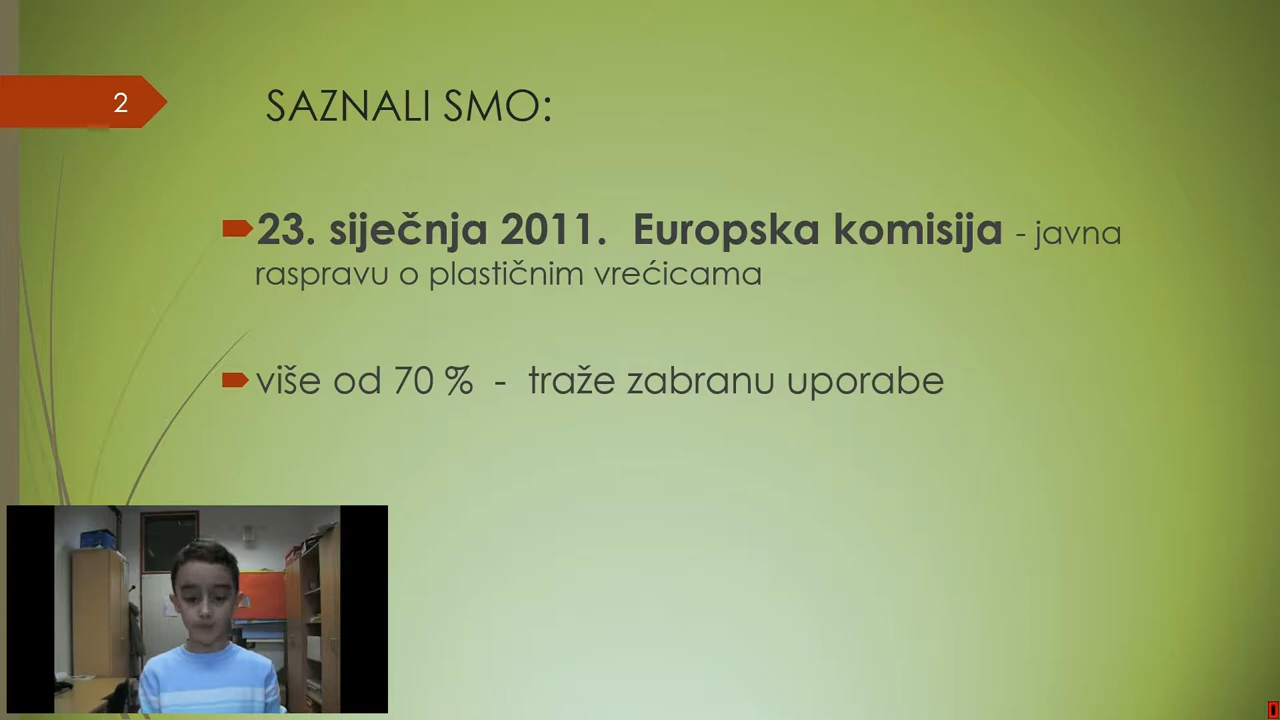 2
SAZNALI SMO:
23. siječnja 2011. Europska komisija - javna
raspravu o plastičnim vrećicama
više od 70 % - traže zabranu uporabe